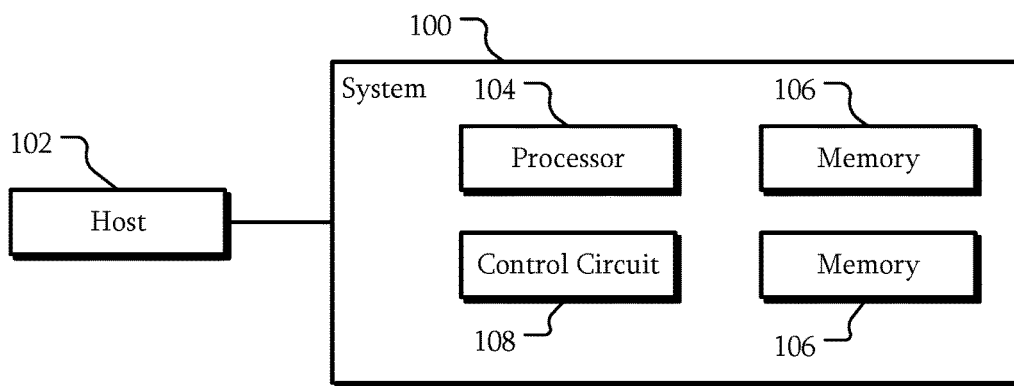 100
System
104
106
102
Processor
Memory
Host
Control Circuit
Memory
108
106